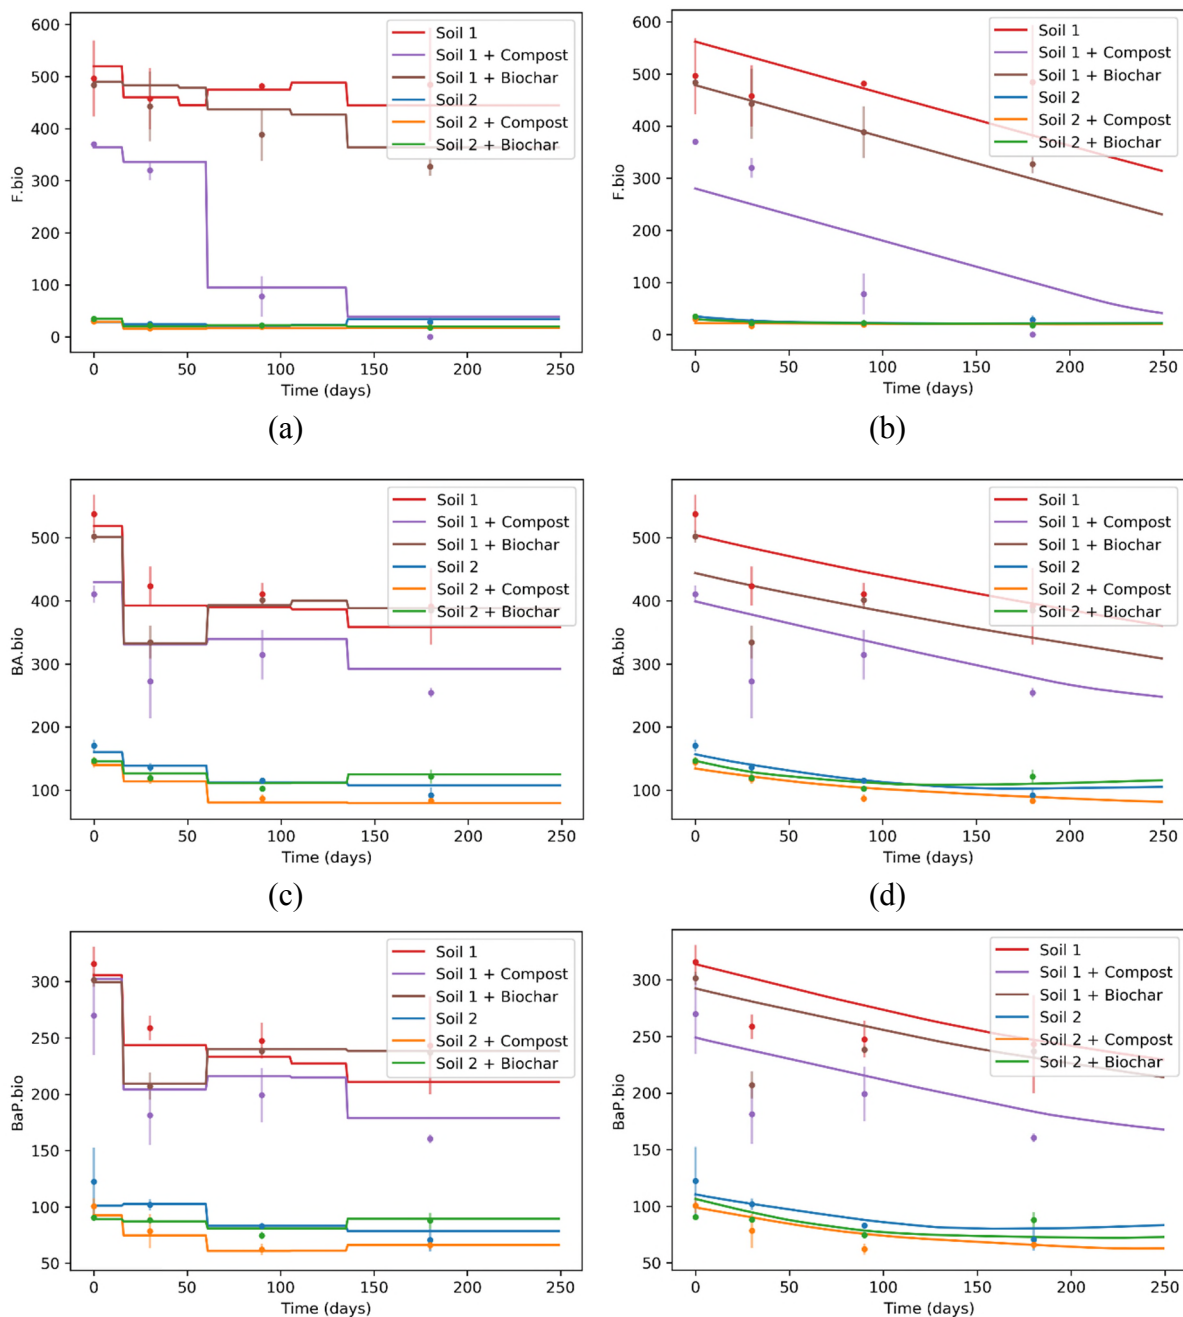 600
500
400
300
200
100
0
F.bio
0 50 100 150 200 250
Time (days)
Soil 1
Soil 1 + Compost
Soil 1 + Biochar
Soil 2
Soil 2 + Compost
Soil 2 + Biochar
(a)
600
500
400
300
200
100
0
F.bio
0 50 100 150 200 250
Time (days)
Soil 1
Soil 1 + Compost
Soil 1 + Biochar
Soil 2
Soil 2 + Compost
Soil 2 + Biochar
(b)
500
400
300
200
100
BA.bio
0 50 100 150 200 250
Time (days)
Soil 1
Soil 1 + Compost
Soil 1 + Biochar
Soil 2
Soil 2 + Compost
Soil 2 + Biochar
(c)
500
400
300
200
100
BA.bio
0 50 100 150 200 250
Time (days)
Soil 1
Soil 1 + Compost
Soil 1 + Biochar
Soil 2
Soil 2 + Compost
Soil 2 + Biochar
(d)
300
250
200
150
100
50
BaP.bio
0 50 100 150 200 250
Time (days)
Soil 1
Soil 1 + Compost
Soil 1 + Biochar
Soil 2
Soil 2 + Compost
Soil 2 + Biochar
300
250
200
150
100
50
BaP.bio
0 50 100 150 200 250
Time (days)
Soil 1
Soil 1 + Compost
Soil 1 + Biochar
Soil 2
Soil 2 + Compost
Soil 2 + Biochar